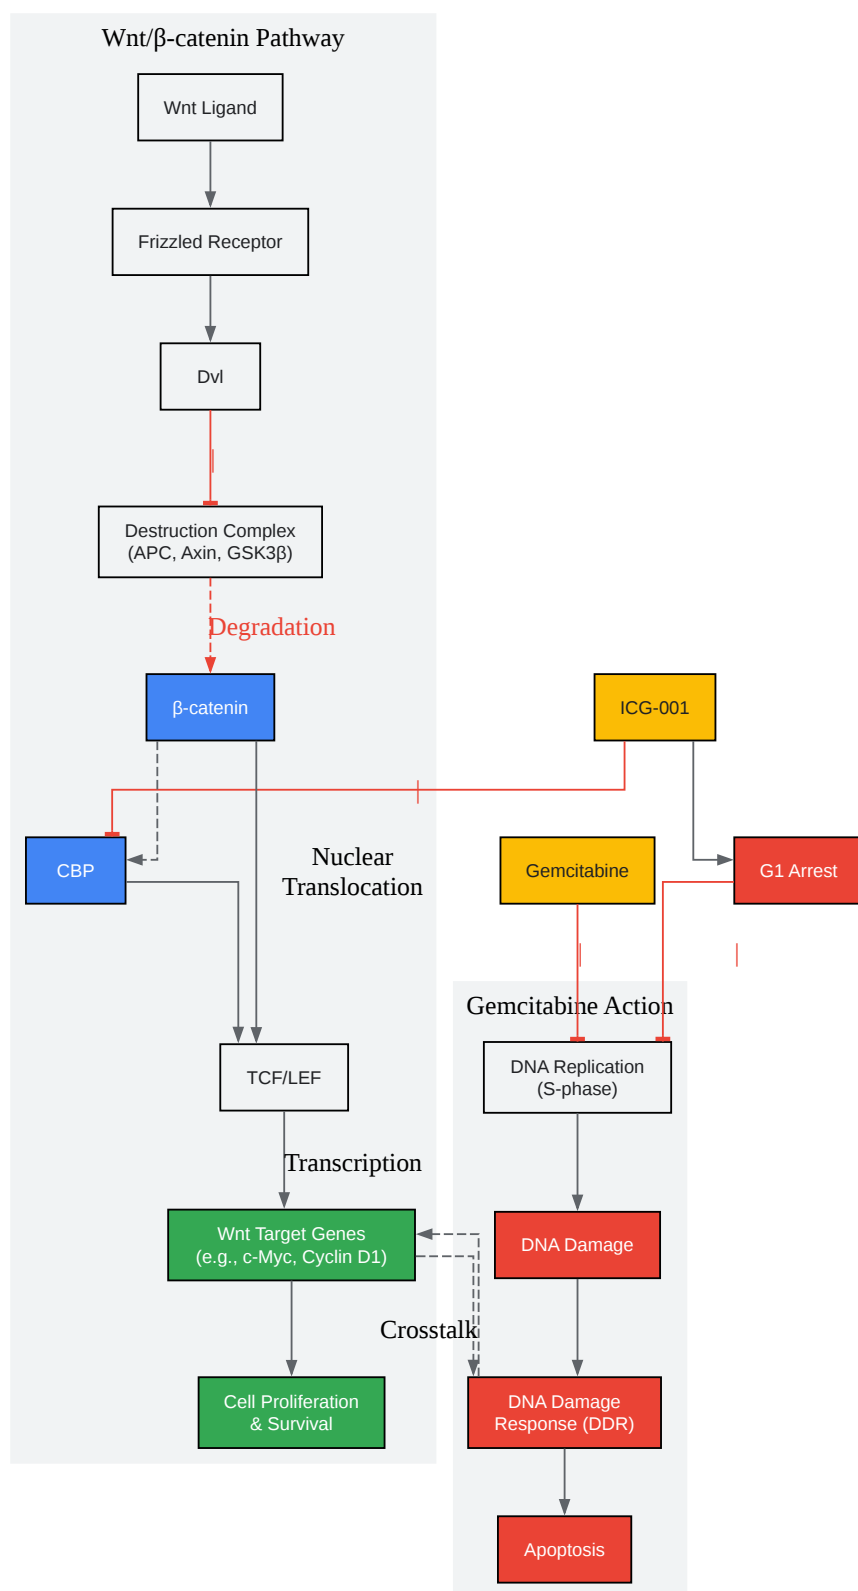 Wnt/β-catenin Pathway
Wnt Ligand
Frizzled Receptor
Dvl
Destruction Complex
(APC, Axin, GSK3β)
Degradation
β-catenin
ICG-001
CBP
Nuclear
Translocation
Gemcitabine
G1 Arrest
Gemcitabine Action
TCF/LEF
DNA Replication
(S-phase)
Transcription
Wnt Target Genes
(e.g., c-Myc, Cyclin D1)
DNA Damage
Crosstalk
Cell Proliferation
& Survival
DNA Damage
Response (DDR)
Apoptosis